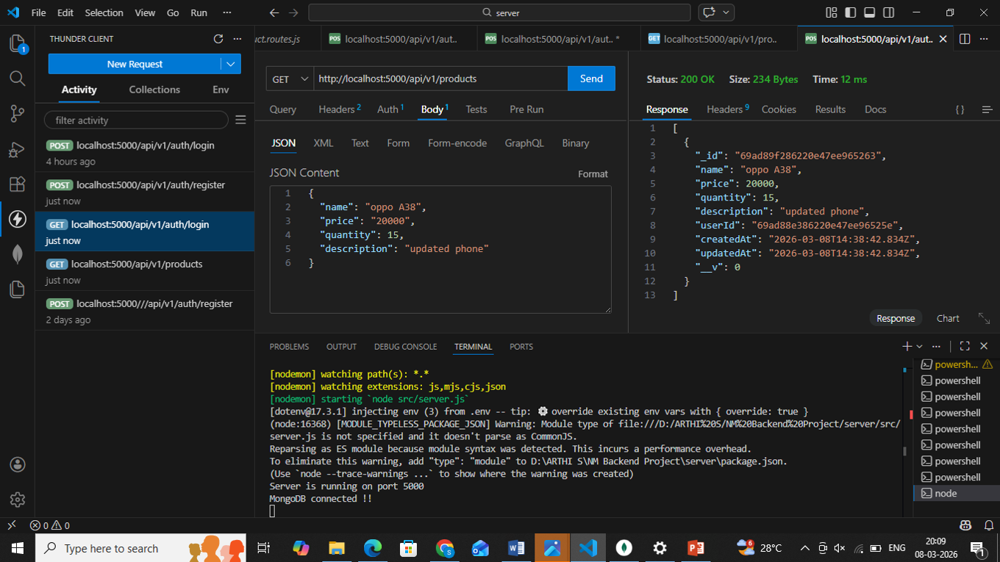 File Edit Selection View Go Run ··· server
THUNDER CLIENT
New Request
Activity Collections Env
filter activity
POST localhost:5000/api/v1/auth/login
4 hours ago
POST localhost:5000/api/v1/auth/register
just now
GET localhost:5000/api/v1/auth/login
just now
GET localhost:5000/api/v1/products
just now
POST localhost:5000///api/v1/auth/register
2 days ago
1
uct.routes.js POS localhost:5000/api/v1/aut.. POS localhost:5000/api/v1/aut.. * GET localhost:5000/api/v1/pro.. POS localhost:5000/api/v1/aut..
GET http://localhost:5000/api/v1/products Send
Query Headers 2 Auth 1 Body 1 Tests Pre Run
JSON XML Text Form Form-encode GraphQL Binary
JSON Content Format
1 {
2 "name": "oppo A38",
3 "price": "20000",
4 "quantity": 15,
5 "description": "updated phone"
6 }
Status: 200 OK Size: 234 Bytes Time: 12 ms
Response Headers 9 Cookies Results Docs {}
1 [
2 {
3 "_id": "69ad89f286220e47ee965263",
4 "name": "oppo A38",
5 "price": 20000,
6 "quantity": 15,
7 "description": "updated phone",
8 "userId": "69ad88e386220e47ee96525e",
9 "createdAt": "2026-03-08T14:38:42.834Z",
10 "updatedAt": "2026-03-08T14:38:42.834Z",
11 "__v": 0
12 }
13 ]
Response Chart
PROBLEMS OUTPUT DEBUG CONSOLE TERMINAL PORTS
[nodemon] watching path(s): *.*
[nodemon] watching extensions: js,mjs,cjs,json
[nodemon] starting `node src/server.js`
[dotenv@17.3.1] injecting env (3) from .env -- tip: ⚙️ override existing env vars with { override: true }
(node:16368) [MODULE_TYPELESS_PACKAGE_JSON] Warning: Module type of file:///D:/ARTHI%20S/NM%20Backend%20Project/server/src/
server.js is not specified and it doesn't parse as CommonJS.
Reparsing as ES module because module syntax was detected. This incurs a performance overhead.
To eliminate this warning, add "type": "module" to D:\ARTHI S\NM Backend Project\server\package.json.
(Use `node --trace-warnings ...` to show where the warning was created)
Server is running on port 5000
MongoDB connected !!
powersh...
powershell
powershell
powershell
powershell
powershell
powershell
powershell
node
0 0
Type here to search
6 28°C ENG 20:09
08-03-2026 1